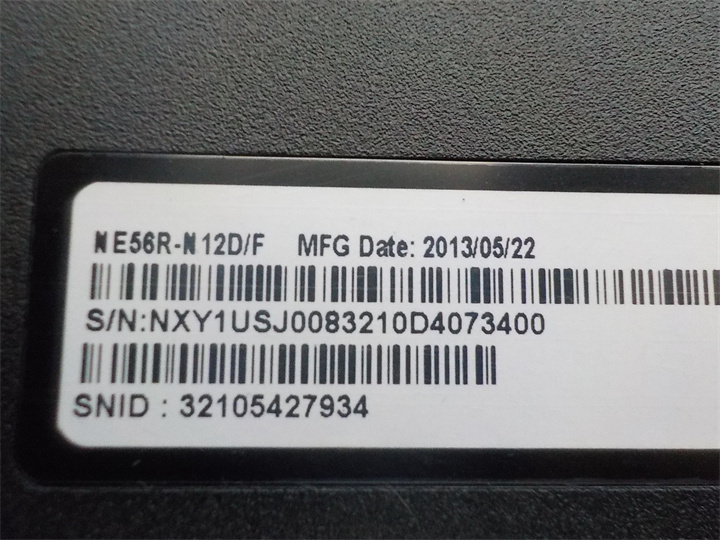 NE56R-N12D/F MFG Date: 2013/05/22
S/N:NXY1USJ0083210D4073400
SNID : 32105427934